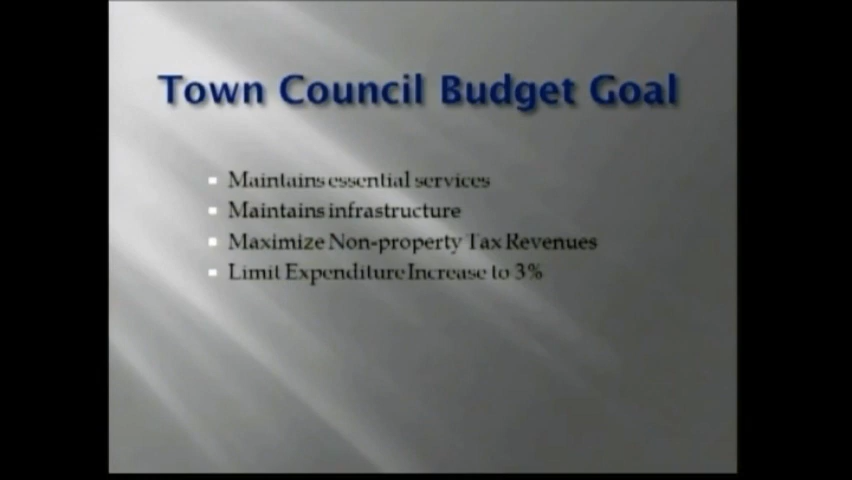 Town Council Budget Goal
Maintains essential services
Maintains infrastructure
Maximize Non-property Tax Revenues
Limit Expenditure Increase to 3%